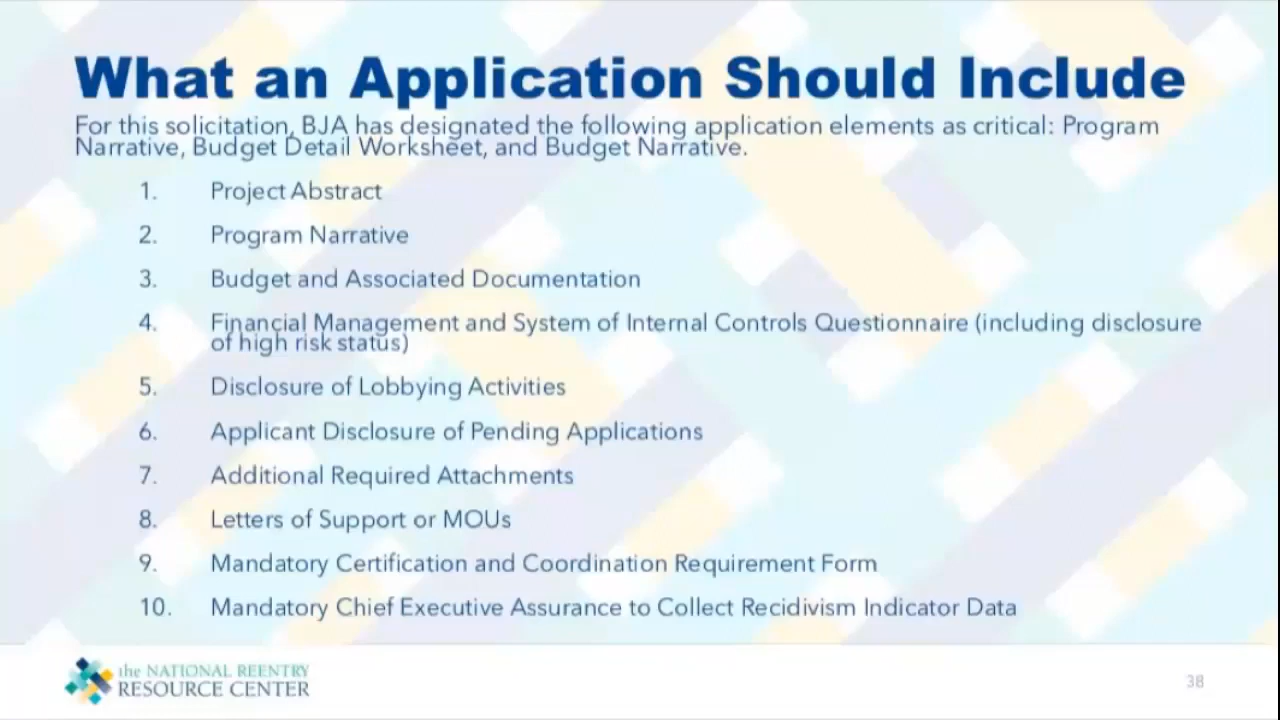 What an Application Should Include
For this solicitation, BJA has designated the following application elements as critical: Program
Narrative, Budget Detail Worksheet, and Budget Narrative.
1. Project Abstract
2. Program Narrative
3. Budget and Associated Documentation
4. Financial Management and System of Internal Controls Questionnaire (including disclosure
of high risk status)
5. Disclosure of Lobbying Activities
6. Applicant Disclosure of Pending Applications
7. Additional Required Attachments
8. Letters of Support or MOUs
9. Mandatory Certification and Coordination Requirement Form
10. Mandatory Chief Executive Assurance to Collect Recidivism Indicator Data
the NATIONAL REENTRY
RESOURCE CENTER
38